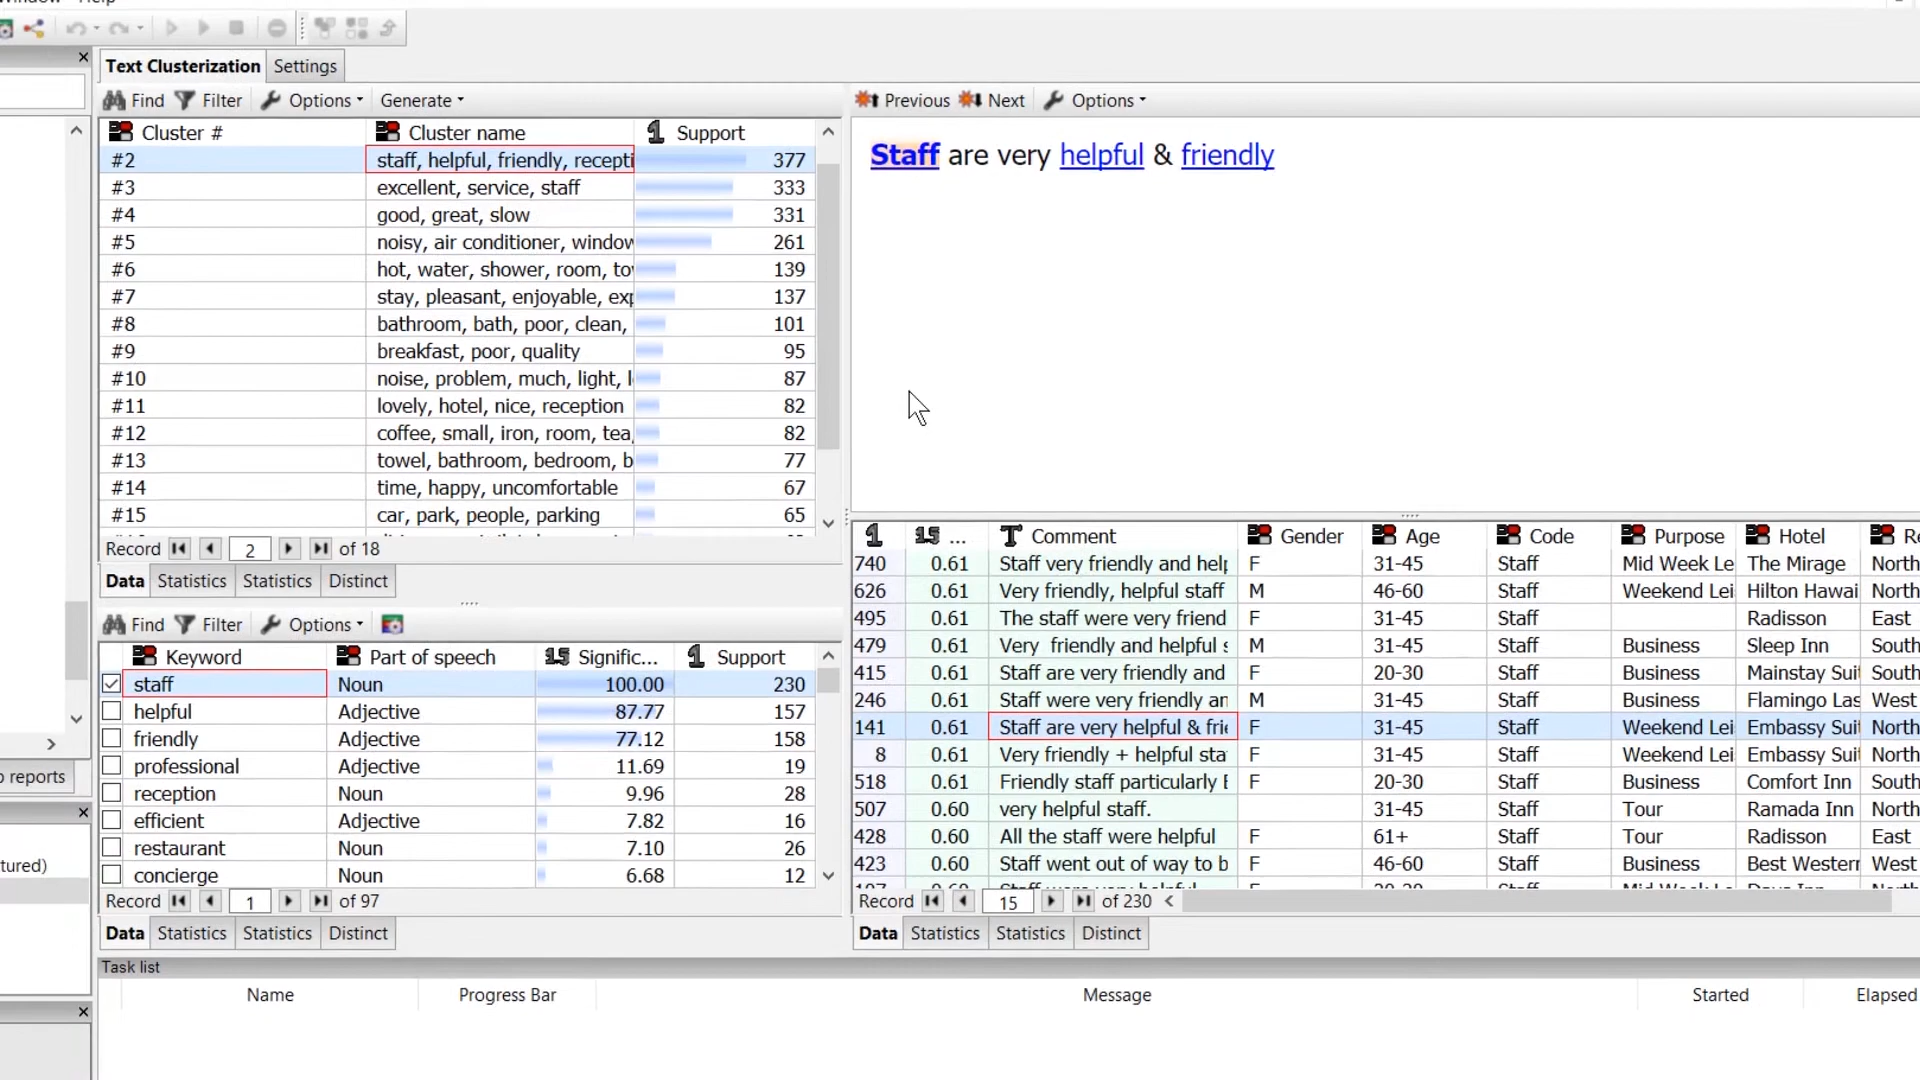 Help
Text Clusterization Settings
Find Filter Options Generate
Cluster # Cluster name Support
#2 staff, helpful, friendly, recepti 377
#3 excellent, service, staff 333
#4 good, great, slow 331
#5 noisy, air conditioner, window 261
#6 hot, water, shower, room, to 139
#7 stay, pleasant, enjoyable, exp 137
#8 bathroom, bath, poor, clean, 101
#9 breakfast, poor, quality 95
#10 noise, problem, much, light, l 87
#11 lovely, hotel, nice, reception 82
#12 coffee, small, iron, room, tea, 82
#13 towel, bathroom, bedroom, b 77
#14 time, happy, uncomfortable 67
#15 car, park, people, parking 65
Record 2 of 18
Data Statistics Statistics Distinct
Find Filter Options
Keyword Part of speech Signific... Support
staff Noun 100.00 230
helpful Adjective 87.77 157
friendly Adjective 77.12 158
professional Adjective 11.69 19
reception Noun 9.96 28
efficient Adjective 7.82 16
restaurant Noun 7.10 26
concierge Noun 6.68 12
Record 1 of 97
Data Statistics Statistics Distinct
Previous Next Options
Staff are very helpful & friendly
... Comment Gender Age Code Purpose Hotel Re
740 0.61 Staff very friendly and help F 31-45 Staff Mid Week Le The Mirage North
626 0.61 Very friendly, helpful staff M 46-60 Staff Weekend Lei Hilton Hawai North
495 0.61 The staff were very friend F 31-45 Staff Radisson East
479 0.61 Very friendly and helpful s M 31-45 Staff Business Sleep Inn South
415 0.61 Staff are very friendly and F 20-30 Staff Business Mainstay Suit South
246 0.61 Staff were very friendly an M 31-45 Staff Business Flamingo Las West
141 0.61 Staff are very helpful & frie F 31-45 Staff Weekend Lei Embassy Suit North
8 0.61 Very friendly + helpful sta F 31-45 Staff Weekend Lei Embassy Suit North
518 0.61 Friendly staff particularly F 20-30 Staff Business Comfort Inn South
507 0.60 very helpful staff. 31-45 Staff Tour Ramada Inn North
428 0.60 All the staff were helpful F 61+ Staff Tour Radisson East
423 0.60 Staff went out of way to b F 46-60 Staff Business Best Western West
Record 15 of 230
Data Statistics Statistics Distinct
reports
tured)
Task list
Name Progress Bar Message Started Elapsed